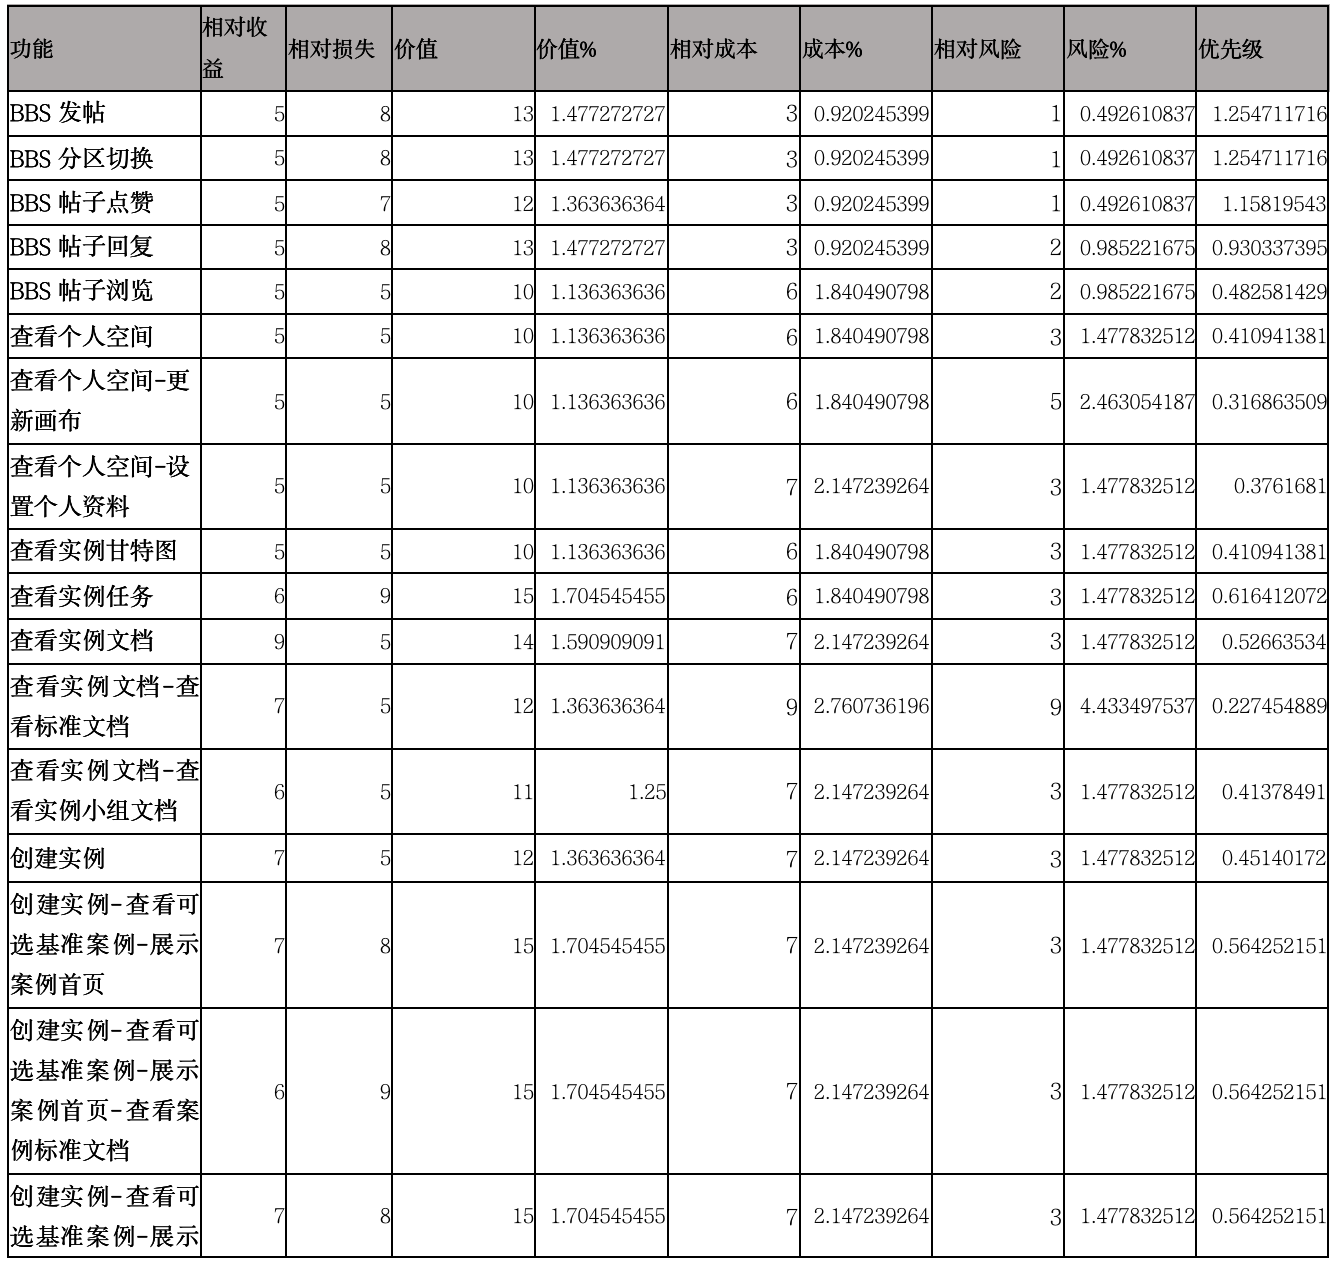 功能 相对收益 相对损失 价值 价值% 相对成本 成本% 相对风险 风险% 优先级
BBS 发帖 5 8 13 1.477272727 3 0.920245399 1 0.492610837 1.254711716
BBS 分区切换 5 8 13 1.477272727 3 0.920245399 1 0.492610837 1.254711716
BBS 帖子点赞 5 7 12 1.363636364 3 0.920245399 1 0.492610837 1.15819543
BBS 帖子回复 5 8 13 1.477272727 3 0.920245399 2 0.985221675 0.930337395
BBS 帖子浏览 5 5 10 1.136363636 6 1.840490798 2 0.985221675 0.482581429
查看个人空间 5 5 10 1.136363636 6 1.840490798 3 1.477832512 0.410941381
查看个人空间-更
新画布 5 5 10 1.136363636 6 1.840490798 5 2.463054187 0.316863509
查看个人空间-设
置个人资料 5 5 10 1.136363636 7 2.147239264 3 1.477832512 0.3761681
查看实例甘特图 5 5 10 1.136363636 6 1.840490798 3 1.477832512 0.410941381
查看实例任务 6 9 15 1.704545455 6 1.840490798 3 1.477832512 0.616412072
查看实例文档 9 5 14 1.590909091 7 2.147239264 3 1.477832512 0.52663534
查看实例文档-查
看标准文档 7 5 12 1.363636364 9 2.760736196 9 4.433497537 0.227454889
查看实例文档-查
看实例小组文档 6 5 11 1.25 7 2.147239264 3 1.477832512 0.41378491
创建实例 7 5 12 1.363636364 7 2.147239264 3 1.477832512 0.45140172
创建实例-查看可
选基准案例-展示
案例首页 7 8 15 1.704545455 7 2.147239264 3 1.477832512 0.564252151
创建实例-查看可
选基准案例-展示
案例首页-查看案
例标准文档 6 9 15 1.704545455 7 2.147239264 3 1.477832512 0.564252151
创建实例-查看可
选基准案例-展示 7 8 15 1.704545455 7 2.147239264 3 1.477832512 0.564252151